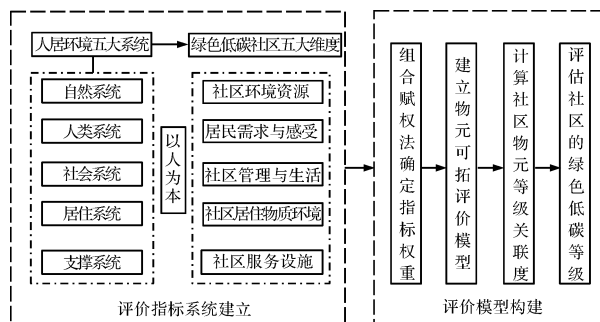 人居环境五大系统
绿色低碳社区五大维度
自然系统
人类系统
社会系统
居住系统
支撑系统
以人为本
社区环境资源
居民需求与感受
社区管理与生活
社区居住物质环境
社区服务设施
评价指标系统建立
组合赋权法确定指标权重
建立物元可拓评价模型
计算社区物元等级关联度
评估社区的绿色低碳等级
评价模型构建